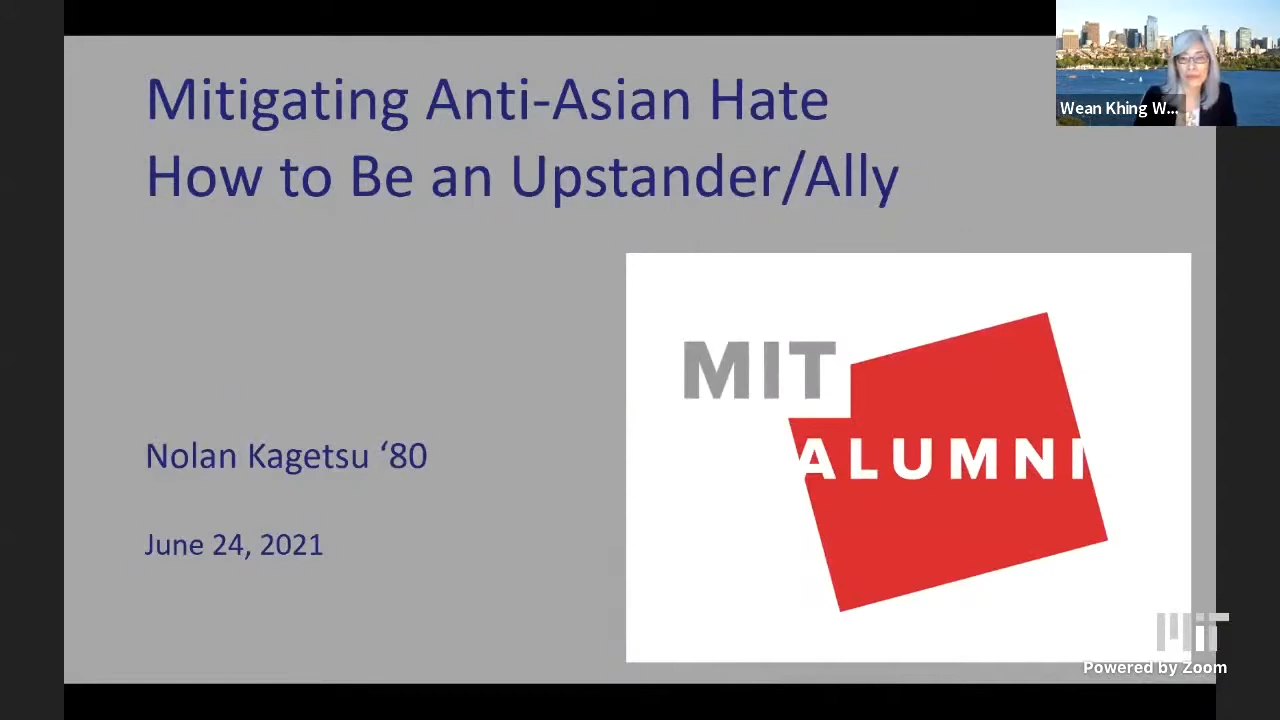 Mitigating Anti-Asian Hate
How to Be an Upstander/Ally
Wean Khing W...
MIT
ALUMNI
Nolan Kagetsu ‘80
June 24, 2021
MIT
Powered by Zoom